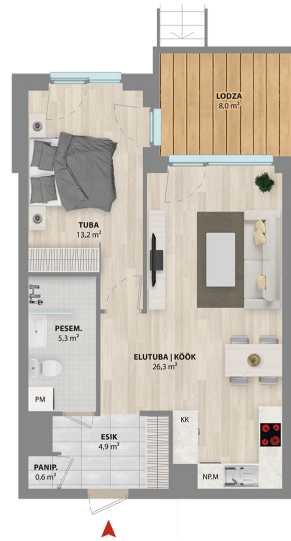 LODZA
8,0 m²
TUBA
13,2 m²
PESEM.
5,3 m²
ELUTUBA | KÖÖK
26,3 m²
PM
KK
ESIK
4,9 m²
PANIP.
0,6 m²
NP.M